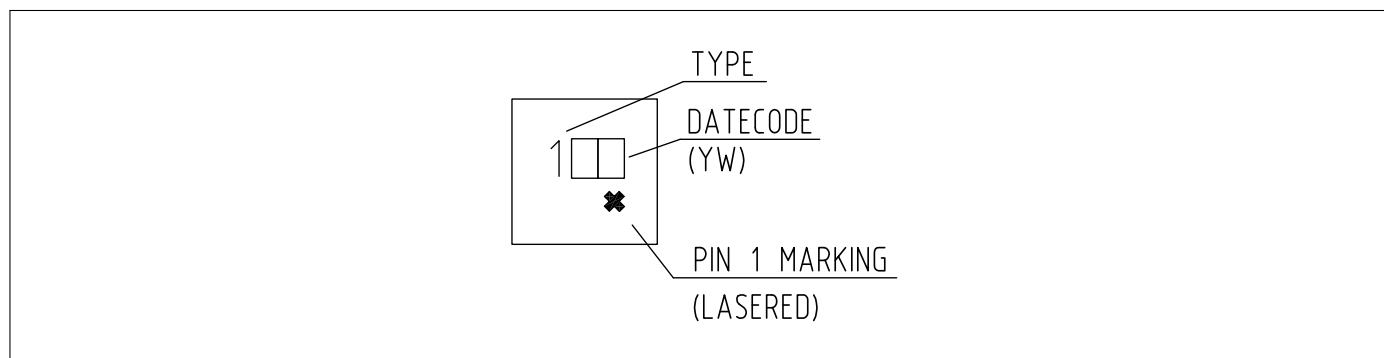 TYPE
DATECODE
(YW)
1
PIN 1 MARKING
(LASERED)